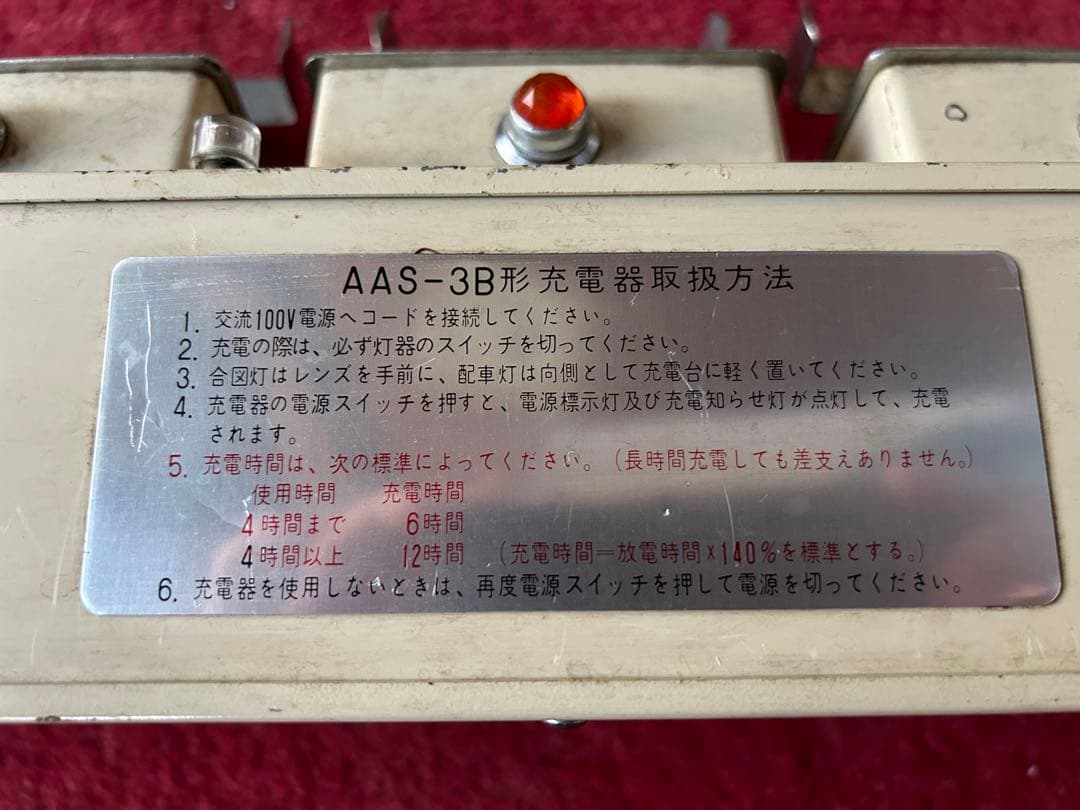 AAS-3B形充電器取扱方法
1. 交流100V電源へコードを接続してください。
2. 充電の際は、必ず灯器のスイッチを切ってください。
3. 合図灯はレンズを手前に、配車灯は向側として充電台に軽く置いてください。
4. 充電器の電源スイッチを押すと、電源標示灯及び充電知らせ灯が点灯して、充電
されます。
5. 充電時間は、次の標準によってください。(長時間充電しても差支えありません。)
使用時間 充電時間
4時間まで 6時間
4時間以上 12時間 (充電時間=放電時間×140%を標準とする。)
6. 充電器を使用しないときは、再度電源スイッチを押して電源を切ってください。